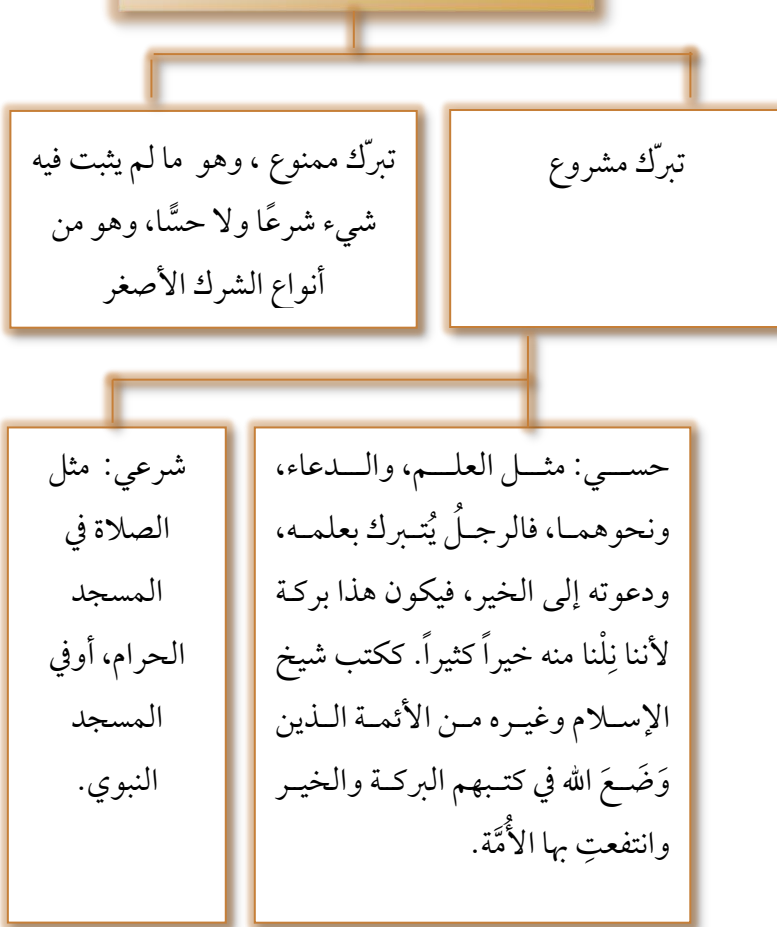 تبرّك مشروع
تبرّك ممنوع ، وهو ما لم يثبت فيه
شيء شرعًا ولا حسًّا، وهو من
أنواع الشرك الأصغر
حسي: مثل العلم، والدعاء،
ونحوهما، فالرجلُ يُتبرك بعلمه،
ودعوته إلى الخير، فيكون هذا بركة
لأننا نِلْنا منه خيراً كثيراً. ككتب شيخ
الإسلام وغيره من الأئمة الذين
وَضَعَ الله في كتبهم البركة والخير
وانتفعتِ بها الأُمَّة.
شرعي: مثل
الصلاة في
المسجد
الحرام، أوفي
المسجد
النبوي.